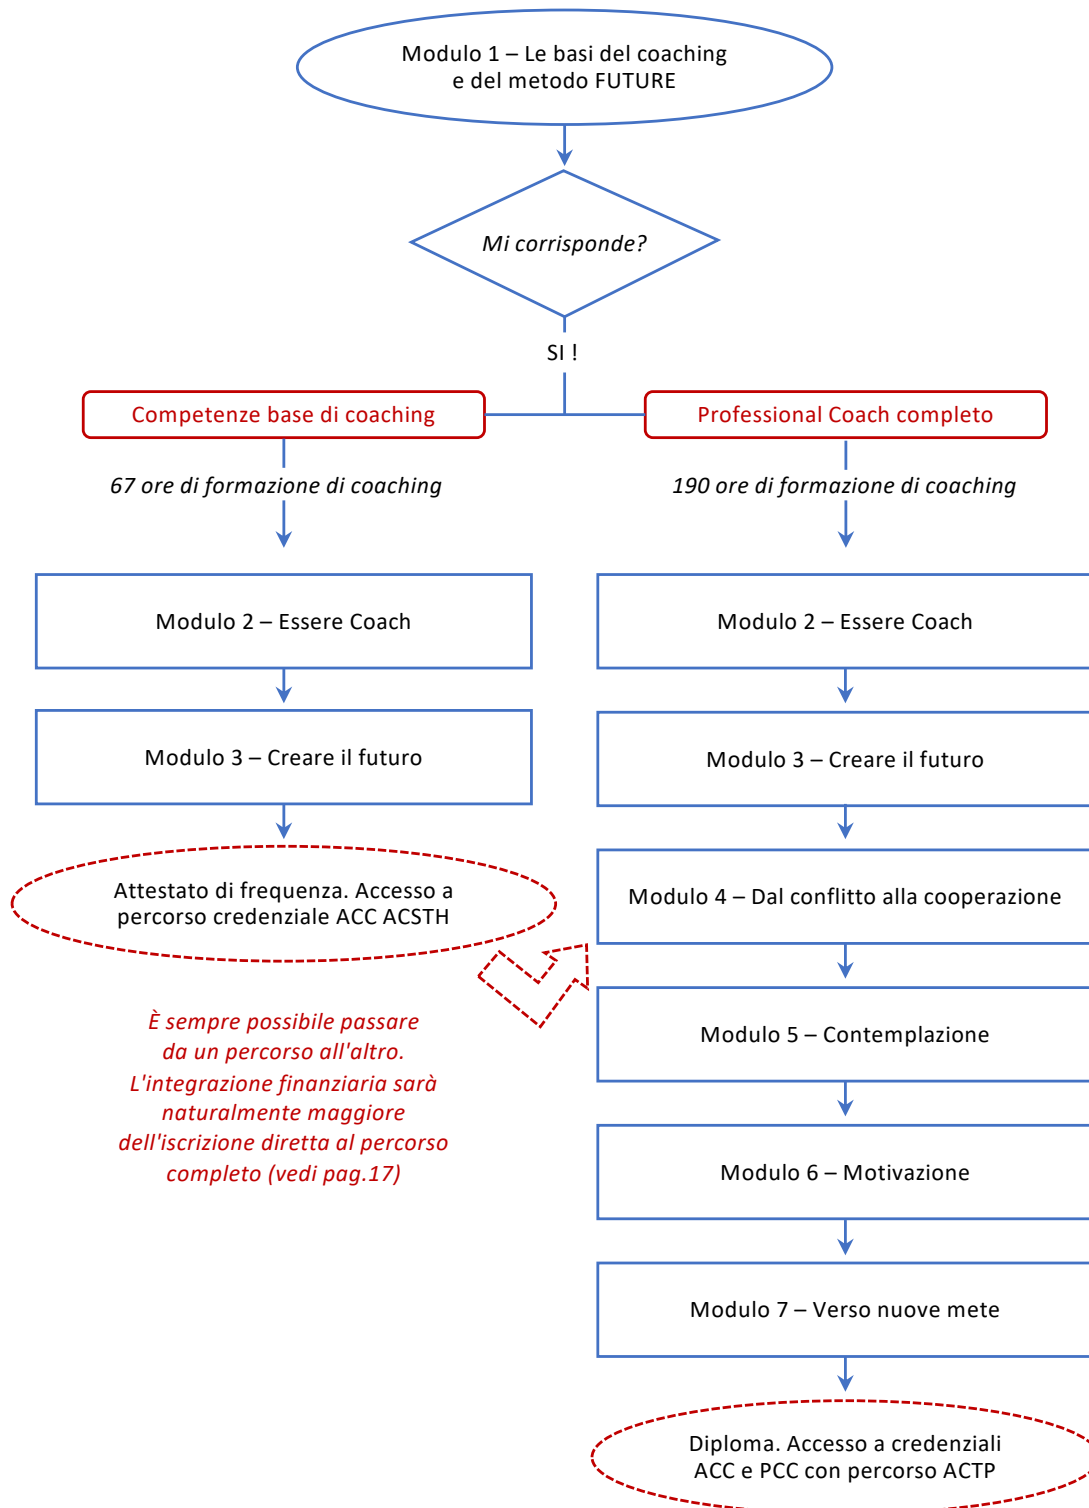 Modulo 1 – Le basi del coaching
e del metodo FUTURE
Mi corrisponde?
SI !
Competenze base di coaching
Professional Coach completo
67 ore di formazione di coaching
190 ore di formazione di coaching
Modulo 2 – Essere Coach
Modulo 2 – Essere Coach
Modulo 3 – Creare il futuro
Modulo 3 – Creare il futuro
Attestato di frequenza. Accesso a
percorso credenziale ACC ACSTH
Modulo 4 – Dal conflitto alla cooperazione
È sempre possibile passare
da un percorso all'altro.
L'integrazione finanziaria sarà
naturalmente maggiore
dell'iscrizione diretta al percorso
completo (vedi pag.17)
Modulo 5 – Contemplazione
Modulo 6 – Motivazione
Modulo 7 – Verso nuove mete
Diploma. Accesso a credenziali
ACC e PCC con percorso ACTP